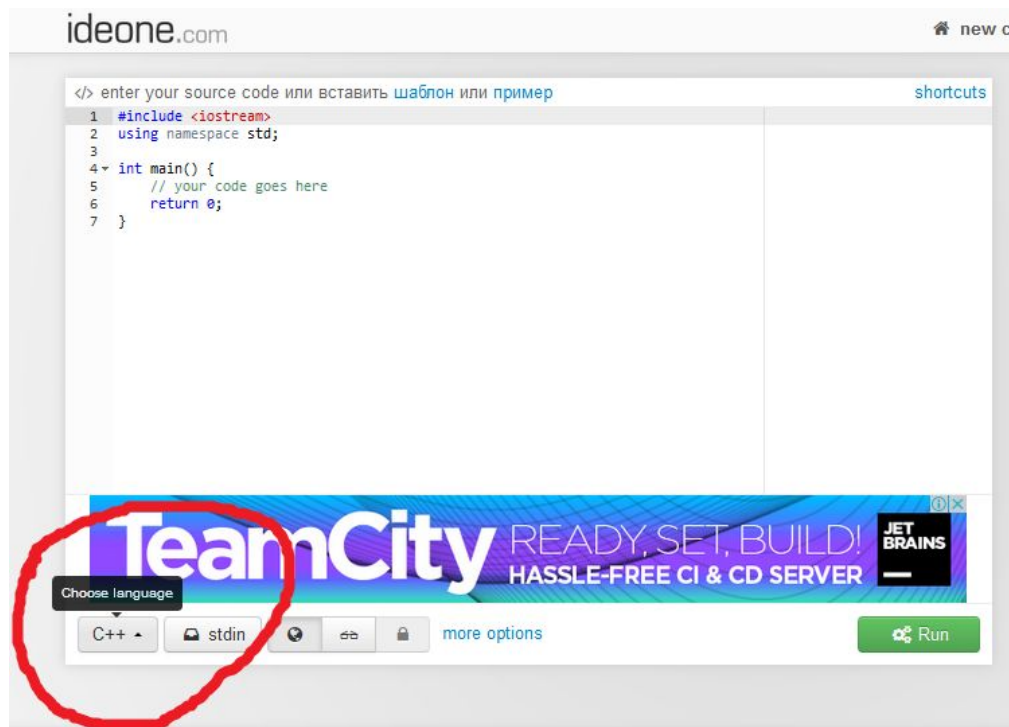 ideone.com
new c
</> enter your source code или вставить шаблон или пример
shortcuts
1 #include <iostream>
2 using namespace std;
3
4 int main() {
5 // your code goes here
6 return 0;
7 }
TeamCity READY, SET, BUILD!
HASSLE-FREE CI & CD SERVER
JET
BRAINS
Choose language
C++
stdin
more options
Run